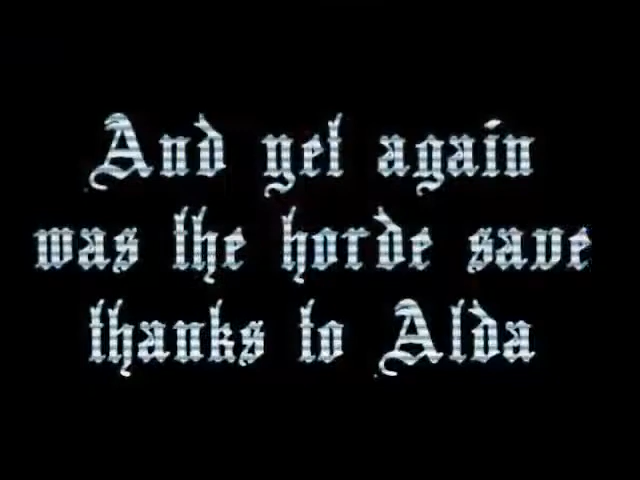 And yet again
was the horde save
thanks to Alda